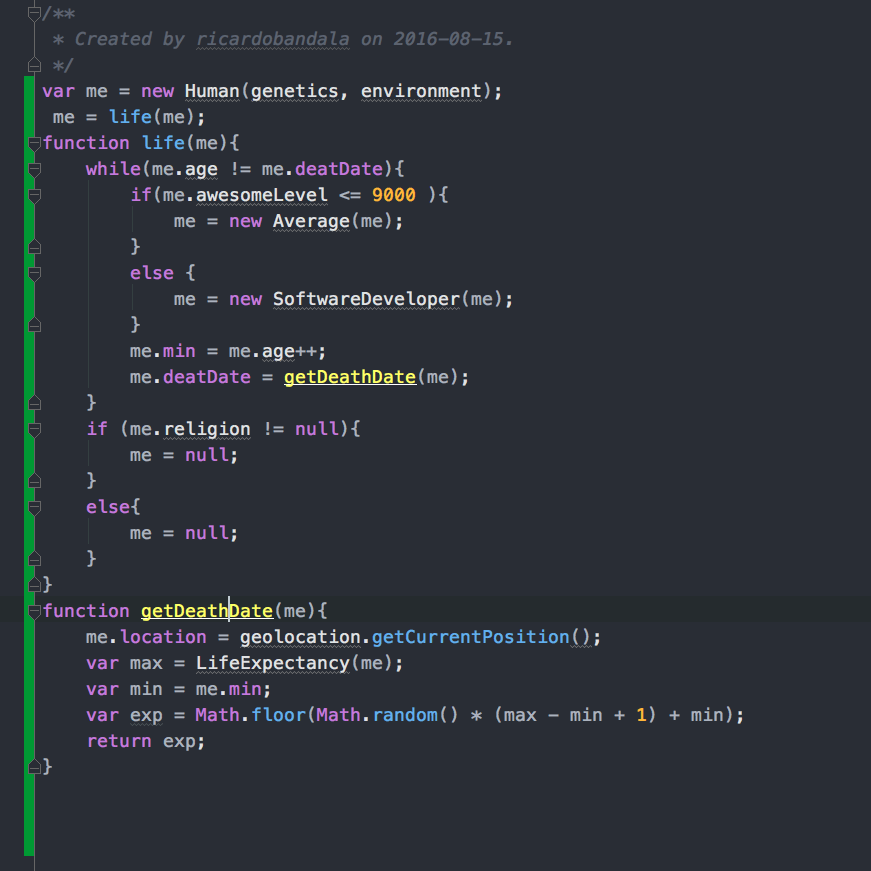 /**
 * Created by ricardobandala on 2016-08-15.
 */
var me = new Human(genetics, environment);
 me = life(me);
function life(me){
    while(me.age != me.deatDate){
        if(me.awesomeLevel <= 9000 ){
            me = new Average(me);
        }
        else {
            me = new SoftwareDeveloper(me);
        }
        me.min = me.age++;
        me.deatDate = getDeathDate(me);
    }
    if (me.religion != null){
        me = null;
    }
    else{
        me = null;
    }
}
function getDeathDate(me){
    me.location = geolocation.getCurrentPosition();
    var max = LifeExpectancy(me);
    var min = me.min;
    var exp = Math.floor(Math.random() * (max - min + 1) + min);
    return exp;
}